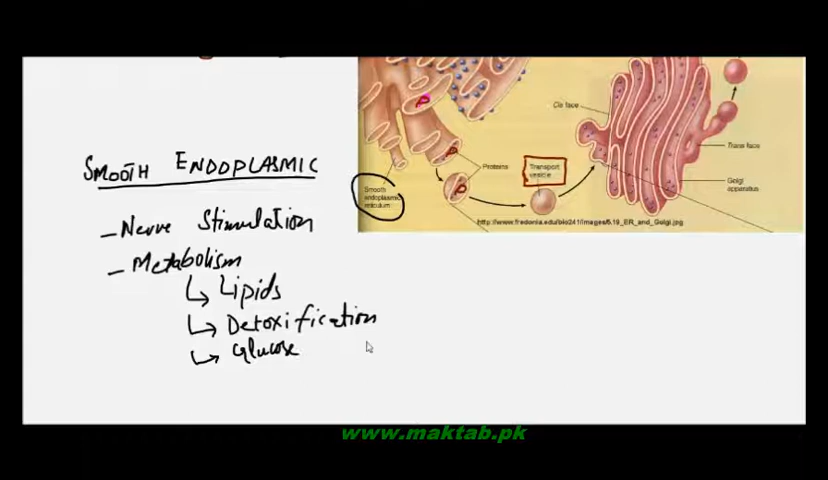 Cis face
Trans face
Proteins
Transport
vesicle
Golgi
apparatus
Smooth
endoplasmic
reticulum
http://www.fredonia.edu/bio241/images/5.19_ER_and_Golgi.jpg
SMOOTH ENDOPLASMIC
- Nerve Stimulation
- Metabolism
↳ Lipids
↳ Detoxification
↳ Glucose
www.maktab.pk